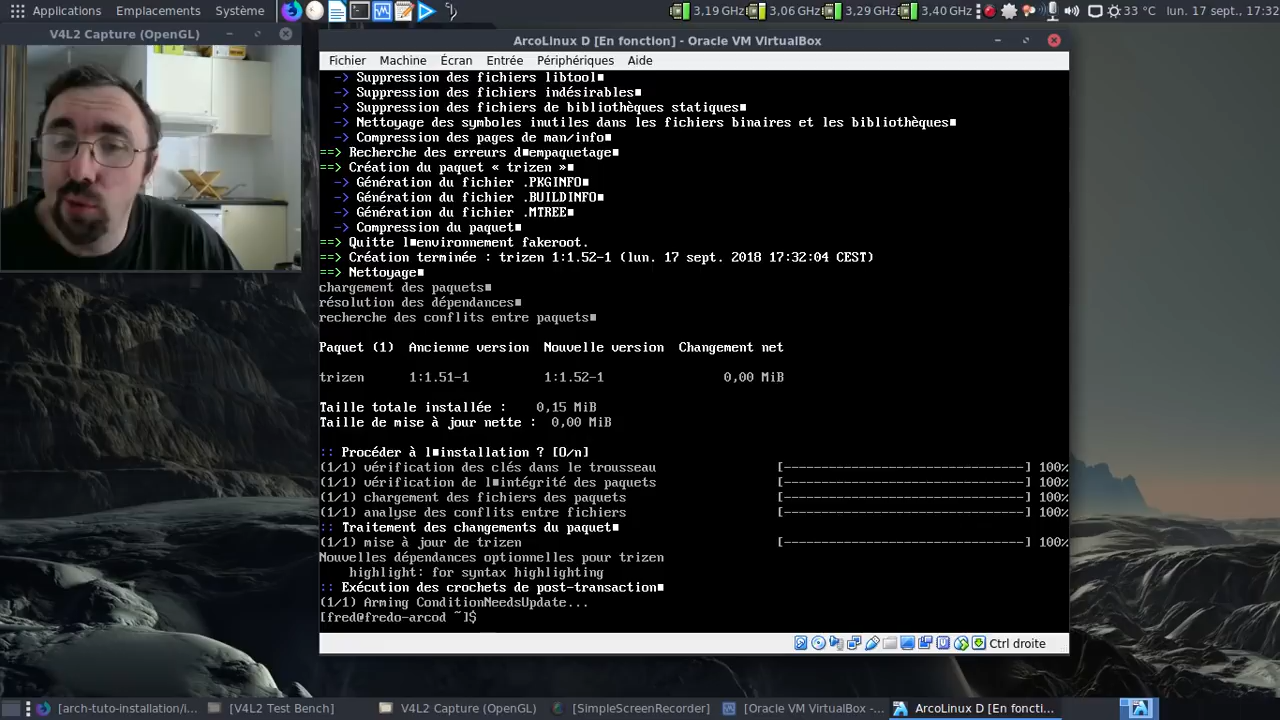 Applications Emplacements Système 3,19 GHz 3,06 GHz 3,29 GHz 3,40 GHz 33 °C lun. 17 sept., 17:32
V4L2 Capture (OpenGL)
ArcoLinux D [En fonction] - Oracle VM VirtualBox
Fichier Machine Écran Entrée Périphériques Aide
-> Suppression des fichiers libtool■
-> Suppression des fichiers indésirables■
-> Suppression des fichiers de bibliothèques statiques■
-> Nettoyage des symboles inutiles dans les fichiers binaires et les bibliothèques■
-> Compression des pages de man/info■
==> Recherche des erreurs d■empaquetage■
==> Création du paquet « trizen »■
-> Génération du fichier .PKGINFO■
-> Génération du fichier .BUILDINFO■
-> Génération du fichier .MTREE■
-> Compression du paquet■
==> Quitte l■environnement fakeroot.
==> Création terminée : trizen 1:1.52-1 (lun. 17 sept. 2018 17:32:04 CEST)
==> Nettoyage■
chargement des paquets■
résolution des dépendances■
recherche des conflits entre paquets■
Paquet (1) Ancienne version Nouvelle version Changement net
trizen 1:1.51-1 1:1.52-1 0,00 MiB
Taille totale installée : 0,15 MiB
Taille de mise à jour nette : 0,00 MiB
:: Procéder à l■installation ? [O/n]
(1/1) vérification des clés dans le trousseau [--------------------------------] 100%
(1/1) vérification de l■intégrité des paquets [--------------------------------] 100%
(1/1) chargement des fichiers des paquets [--------------------------------] 100%
(1/1) analyse des conflits entre fichiers [--------------------------------] 100%
:: Traitement des changements du paquet■
(1/1) mise à jour de trizen [--------------------------------] 100%
Nouvelles dépendances optionnelles pour trizen
highlight: for syntax highlighting
:: Exécution des crochets de post-transaction■
(1/1) Arming ConditionNeedsUpdate...
[fred@fredo-arcod ~]$
Ctrl droite
[arch-tuto-installation/i... [V4L2 Test Bench] V4L2 Capture (OpenGL) [SimpleScreenRecorder] [Oracle VM VirtualBox -... ArcoLinux D [En foncti...